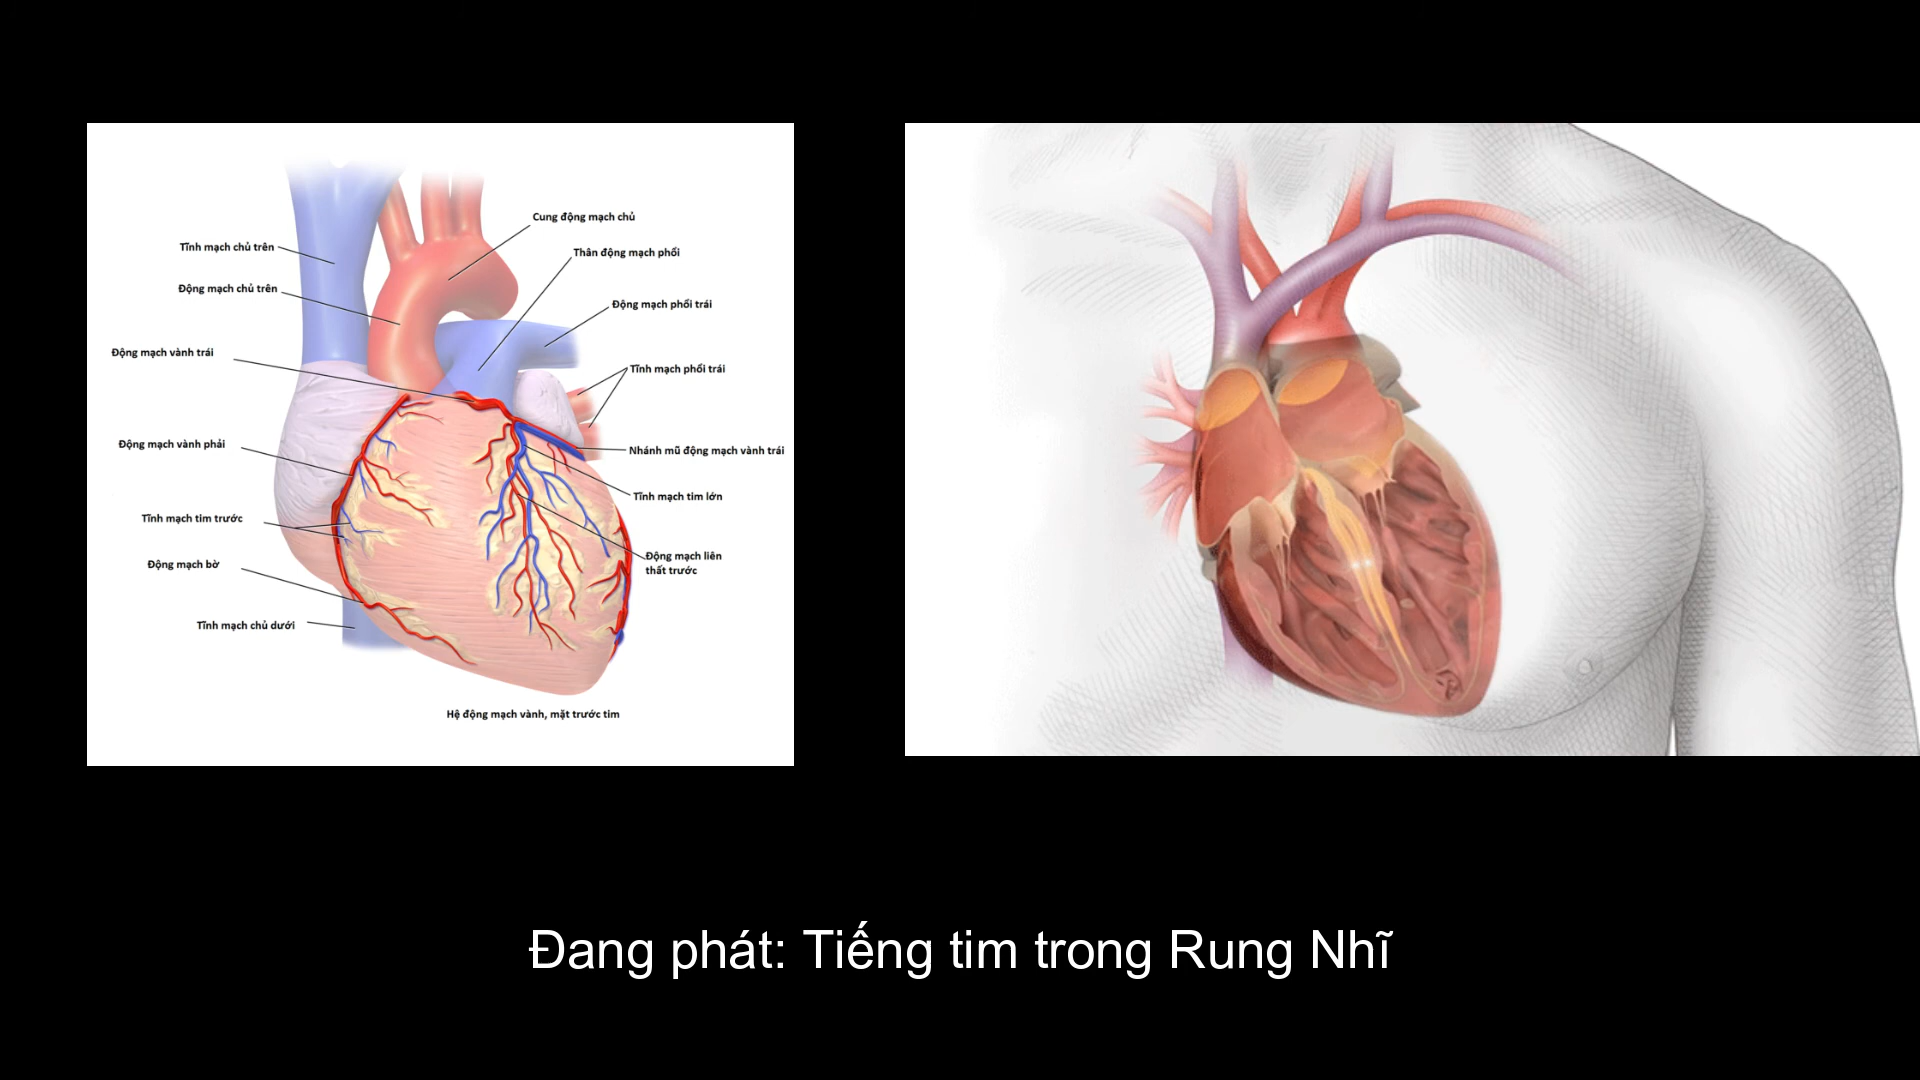 Cung động mạch chủ
Tĩnh mạch chủ trên
Thân động mạch phổi
Động mạch chủ trên
Động mạch phổi trái
Động mạch vành trái
Tĩnh mạch phổi trái
Động mạch vành phải
Nhánh mũ động mạch vành trái
Tĩnh mạch tim lớn
Tĩnh mạch tim trước
Động mạch liên
thất trước
Động mạch bờ
Tĩnh mạch chủ dưới
Hệ động mạch vành, mặt trước tim
Đang phát: Tiếng tim trong Rung Nhĩ